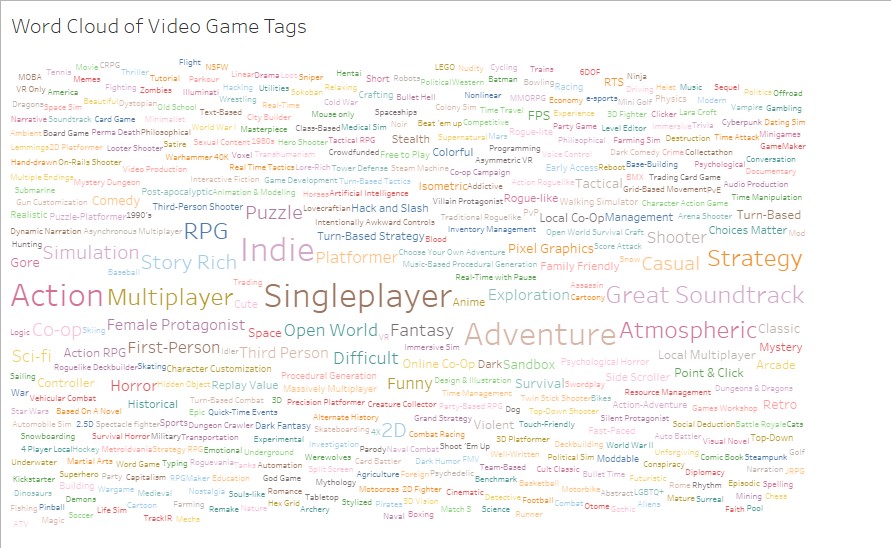 Word Cloud of Video Game Tags
Flight
Movie CRPG Thriller NSFW LEGO Nudity Cycling Trains 6DOF
MOBA Tennis Memes Tutorial Parkour Linear Drama Loot Sniper Hentai Short Robots Political Western Batman Bowling RTS Ninja
VR Only America Fighting Zombies Illuminati Hacking Utilities Sokoban Relaxing Crafting Bullet Hell Nonlinear Racing Driving Heist Music Sequel
Dragons Space Sim Beautiful Dystopian Old School Wrestling Real-Time Cold War MMORPG Economy e-sports Mini Golf Physics Modern Politics Offroad
Narrative Soundtrack Card Game Minimalist Text-Based City Builder Mouse only Spaceships Colony Sim Time Travel FPS Experience 3D Fighter Clicker Lara Croft Vampire Gambling
Ambient Board Game Perma Death Philosophical World War I Masterpiece Class-Based Medical Sim Noir Beat 'em up Competitive Party Game Level Editor Immersive Trivia Cyberpunk Dating Sim
Lemmings 2D Platformer Looter Shooter Satire Sexual Content 1980s Hero Shooter Tactical RPG Stealth Supernatural Mars Rogue-lite Philisophical Farming Sim Destruction Time Attack Minigames
Hand-drawn On-Rails Shooter Warhammer 40K Voxel Transhumanism Crowdfunded Free to Play Colorful Programming Asymmetric VR Voice Control Dark Comedy Crime Collectathon GameMaker
Multiple Endings Video Production Real Time Tactics Lore-Rich Tower Defense Steam Machine Co-op Campaign Early Access Reboot Base-Building Psychological Conversation
Submarine Mystery Dungeon Interactive Fiction Game Development Turn-Based Tactics Isometric Addictive Action Roguelike Tactical BMX Trading Card Game Documentary
Gun Customization Post-apocalyptic Animation & Modeling Horses Artificial Intelligence Villain Protagonist Rogue-like Walking Simulator Grid-Based Movement PvE Audio Production
Realistic Comedy Third-Person Shooter Puzzle Lovecraftian Hack and Slash Traditional Roguelike PvP Local Co-Op Management Character Action Game Time Manipulation
Puzzle-Platformer 1990's Intentionally Awkward Controls Inventory Management Open World Survival Craft Arena Shooter Turn-Based
Dynamic Narration Asynchronous Multiplayer RPG Indie Turn-Based Strategy Blood Pixel Graphics Score Attack Shooter Choices Matter Mod
Hunting Simulation Story Rich Platformer Choose Your Own Adventure Casual Strategy
Gore Baseball Music-Based Procedural Generation Family Friendly Snow
Action Multiplayer Trading Singleplayer Real-Time with Pause Assassin Great Soundtrack
Cute Anime Exploration Cartoony
Logic Co-op Skiing Female Protagonist Space Open World VR Fantasy Adventure Atmospheric Classic
Sci-fi Action RPG First-Person Idler Third Person Difficult Immersive Sim Local Multiplayer Mystery
Roguelike Deckbuilder Skating Character Customization Online Co-Op Dark Sandbox Psychological Horror Arcade
Sailing Controller Horror Hidden Object Replay Value Procedural Generation Funny Design & Illustration Survival Swordplay Side Scroller Point & Click
War Vehicular Combat Massively Multiplayer Time Management Twin Stick Shooter Bikes Resource Management Dungeons & Dragons
Star Wars Based On A Novel Historical Turn-Based Combat 3D Precision Platformer Creature Collector Party-Based RPG Dog Top-Down Shooter Action-Adventure Games Workshop Retro
Automobile Sim 2.5D Spectacle fighter Sports Epic Quick-Time Events Alternate History Grand Strategy Silent Protagonist
Snowboarding Dungeon Crawler Dark Fantasy Skateboarding 4X 2D Combat Racing Violent Touch-Friendly Fast-Paced Social Deduction Battle Royale Cats
4 Player Local Hockey Survival Horror Military Transportation Experimental Investigation Parody Naval Combat Shoot 'Em Up 3D Platformer Deckbuilding World War II Auto Battler Visual Novel Top-Down
Underwater Martial Arts Metroidvania Strategy RPG Emotional Underground Werewolves Card Battler Dark Humor FMV Well-Written Political Sim Moddable Unforgiving Comic Book Steampunk Golf
Kickstarter Superhero Word Game Typing Roguevania Tanks Automation Split Screen Agriculture Foreign Psychedelic Team-Based Cult Classic Bullet Time Conspiracy Diplomacy Narration JRPG
Dinosaurs Building Party Capitalism RPGMaker Education God Game Mythology Motocross 2D Fighter Benchmark Basketball Motorbike Abstract Futuristic Rome Rhythm Episodic Spelling
Fishing Pinball Demons Wargame Medieval Nostalgia Souls-like Romance Tabletop Stylized Pirates 3D Vision Cinematic Detective Football LGBTQ+ Mature Surreal Mining Chess
ATV Magic Soccer Life Sim Cartoon Farming Remake Nature Hex Grid Archery Naval Boxing Match 3 Science Combat Otome Gothic Aliens Faith Pool
TrackIR Mechs Runner